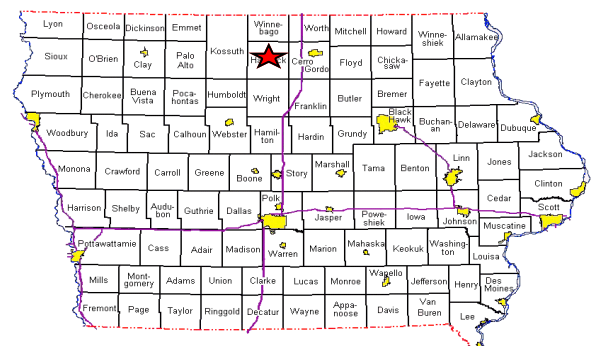 Lyon Osceola Dickinson Emmet Winne-
bago Worth Mitchell Howard Winne-
shiek Allamakee
Sioux O'Brien Clay Palo
Alto Kossuth Cerro
Gordo Floyd Chicka-
saw
Fayette Clayton
Plymouth Cherokee Buena
Vista Poca-
hontas Humboldt Wright Franklin Butler Bremer
Black
Hawk Buchan-
an Delaware Dubuque
Woodbury Ida Sac Calhoun Webster Hamil-
ton Hardin Grundy
Jackson
Monona Crawford Carroll Greene Boone Story Marshall Tama Benton Linn Jones
Clinton
Cedar
Harrison Shelby Audu-
bon Guthrie Dallas Polk Jasper Powe-
shiek Iowa Johnson Scott
Muscatine
Pottawattamie Cass Adair Madison Warren Marion Mahaska Keokuk Washing-
ton Louisa
Mills Mont-
gomery Adams Union Clarke Lucas Monroe Wapello Jefferson Henry Des
Moines
Fremont Page Taylor Ringgold Decatur Wayne Appa-
noose Davis Van
Buren Lee